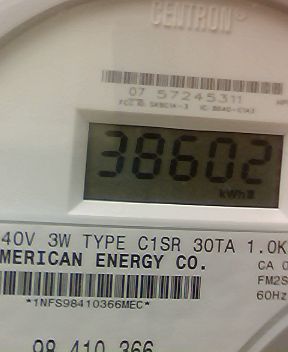 CENTRON®
07 57245311
38602
kWh
40V 3W TYPE C1SR 30TA 1.0K
MERICAN ENERGY CO.
CA 0
FM2S
60Hz
*1NFS98410366MEC*
98 410 366